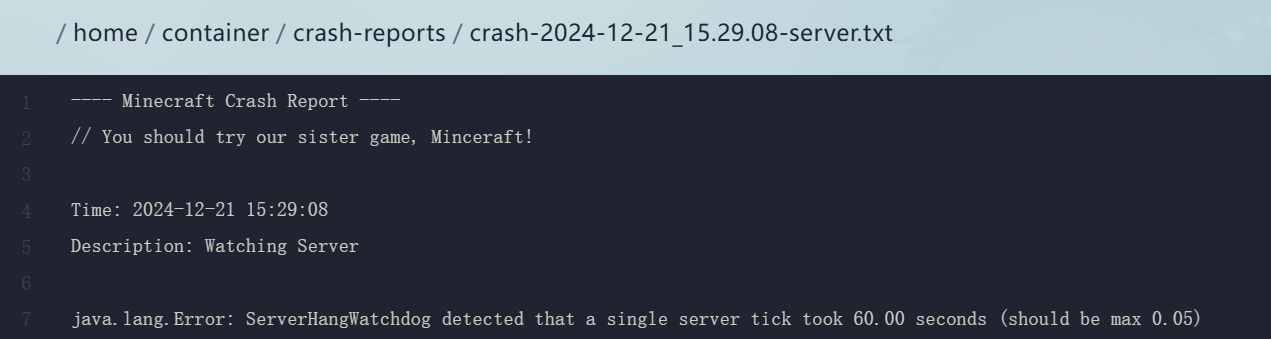 / home / container / crash-reports / crash-2024-12-21_15.29.08-server.txt
1 ---- Minecraft Crash Report ----
2 // You should try our sister game, Minceraft!
3
4 Time: 2024-12-21 15:29:08
5 Description: Watching Server
6
7 java.lang.Error: ServerHangWatchdog detected that a single server tick took 60.00 seconds (should be max 0.05)